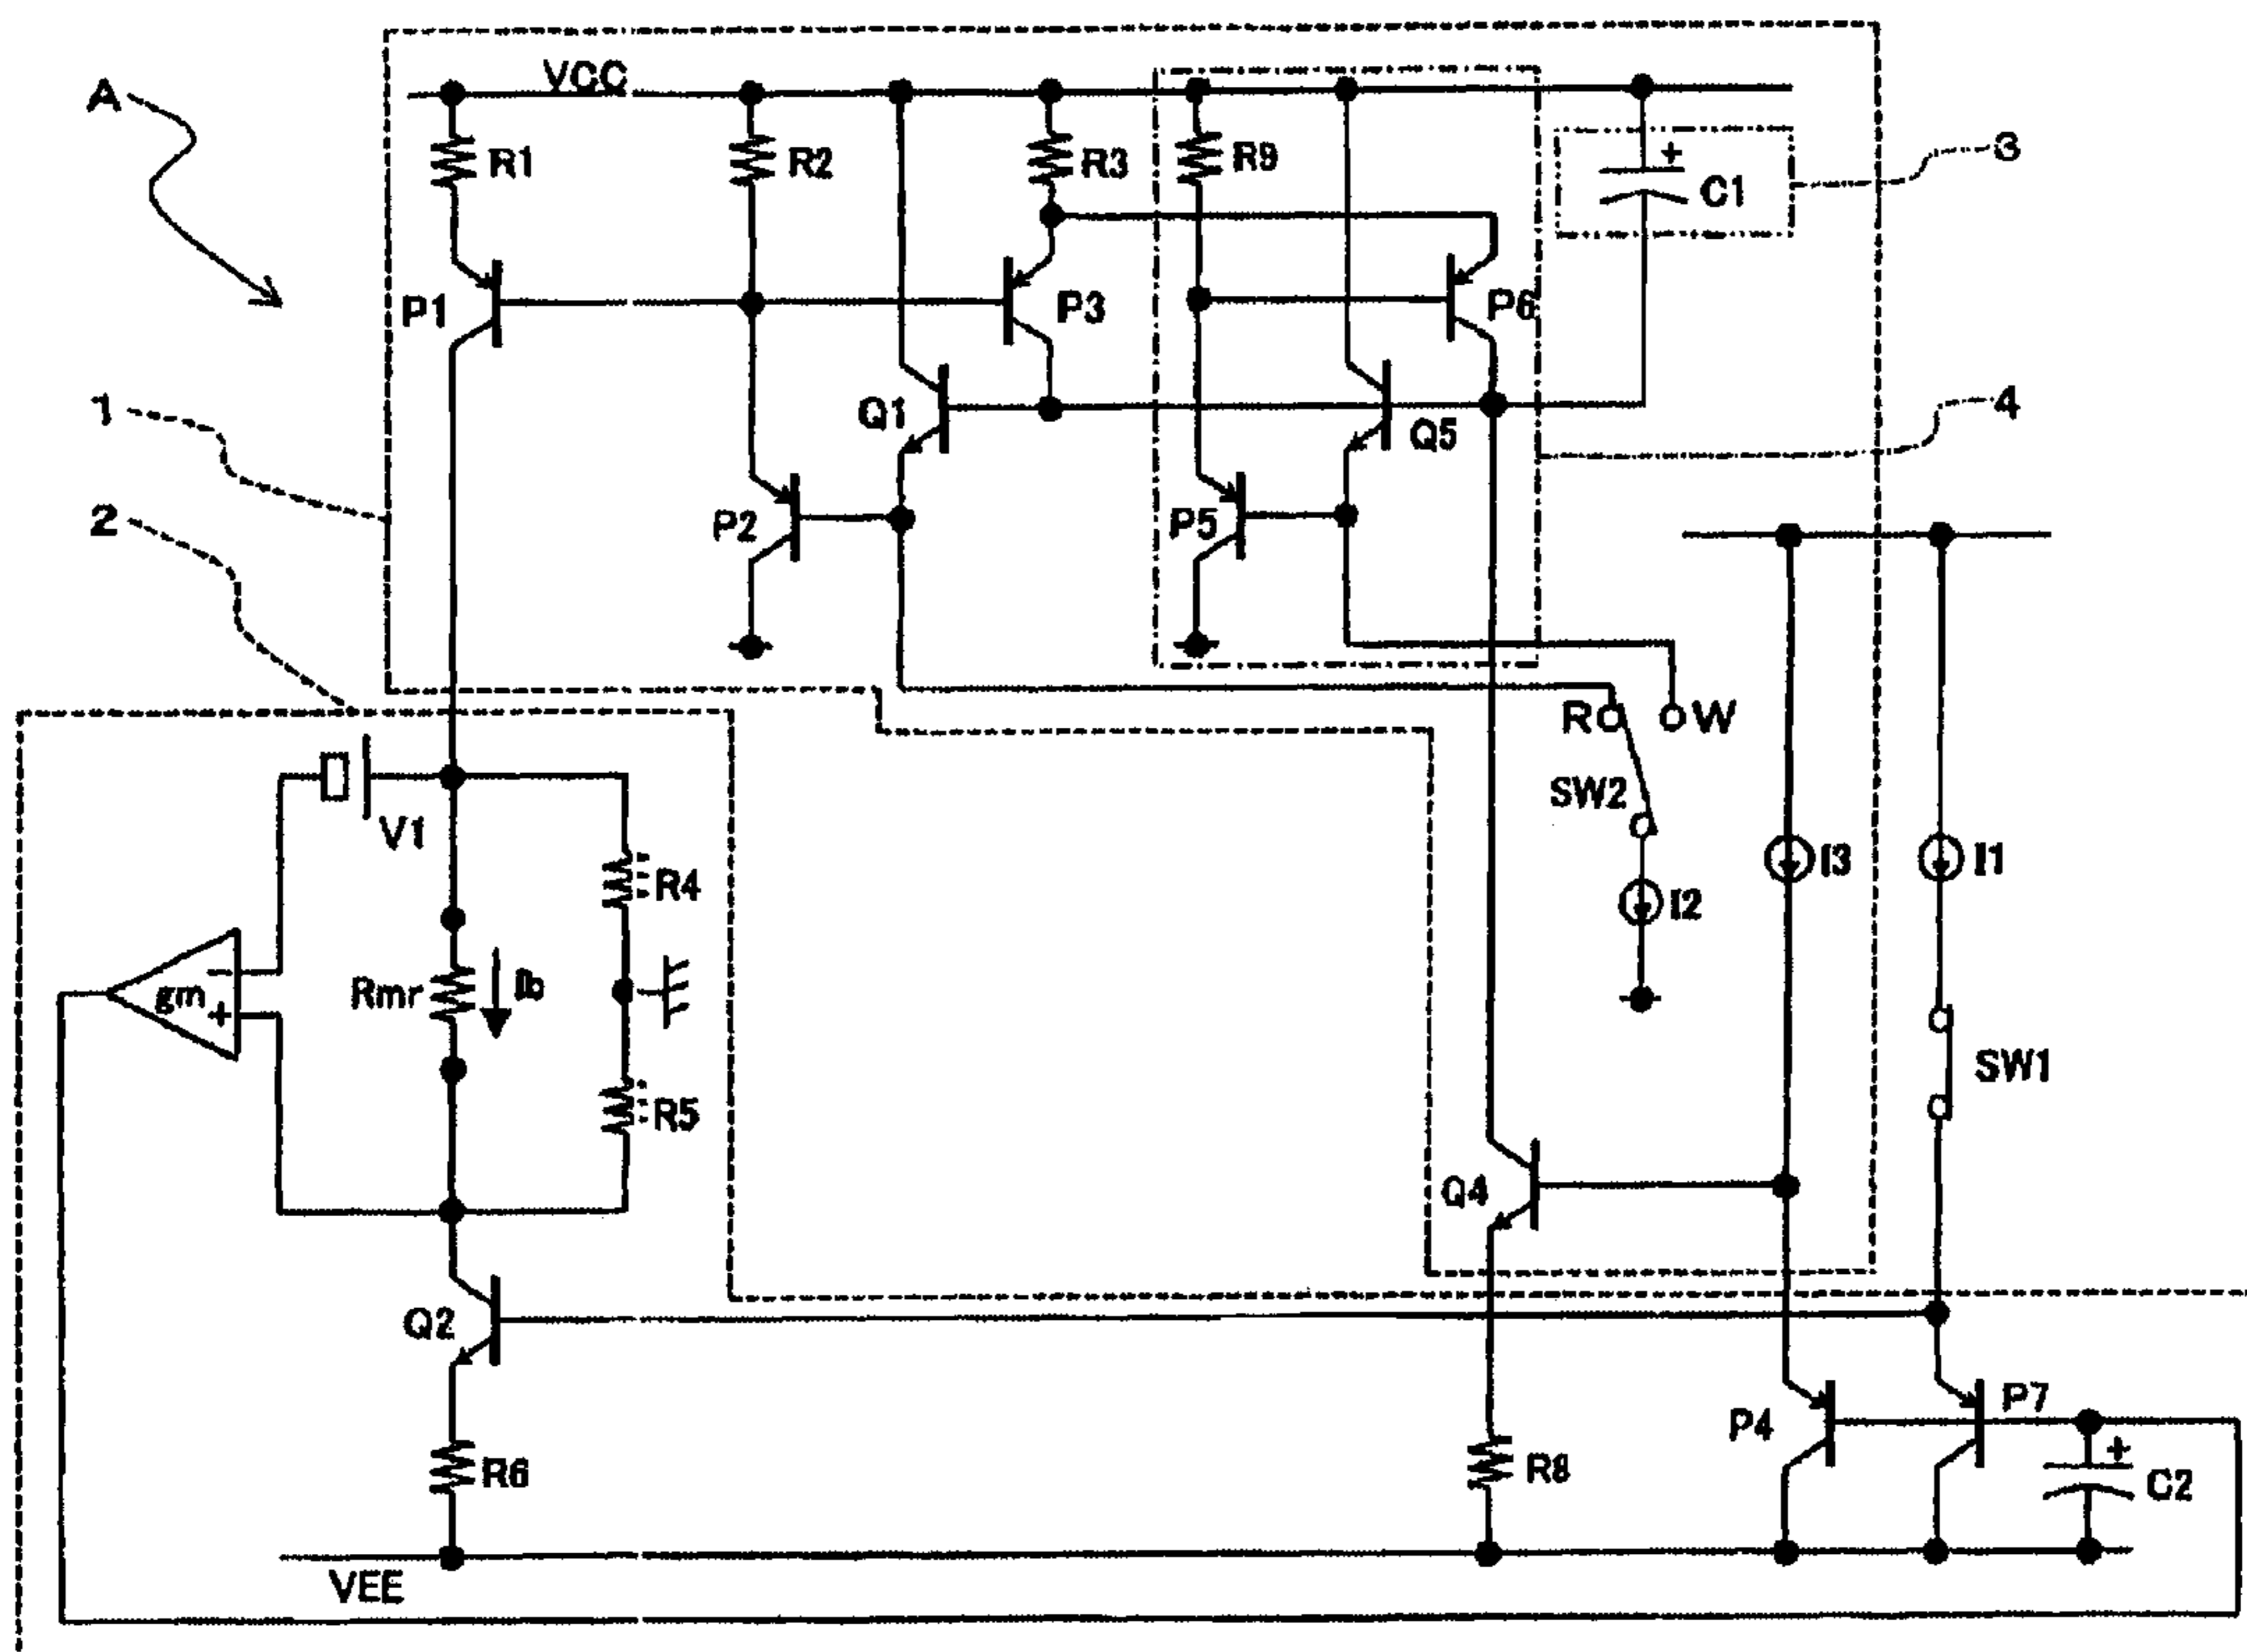 A
VCC
R1
R2
R3
R9
+
C1
3
P1
P3
P6
1
Q1
Q5
4
2
P2
P5
R
W
V1
SW2
R4
I3
I1
I2
gm
-
+
Rmr
Ib
R5
SW1
Q4
Q2
P4
P7
R6
R8
+
C2
VEE